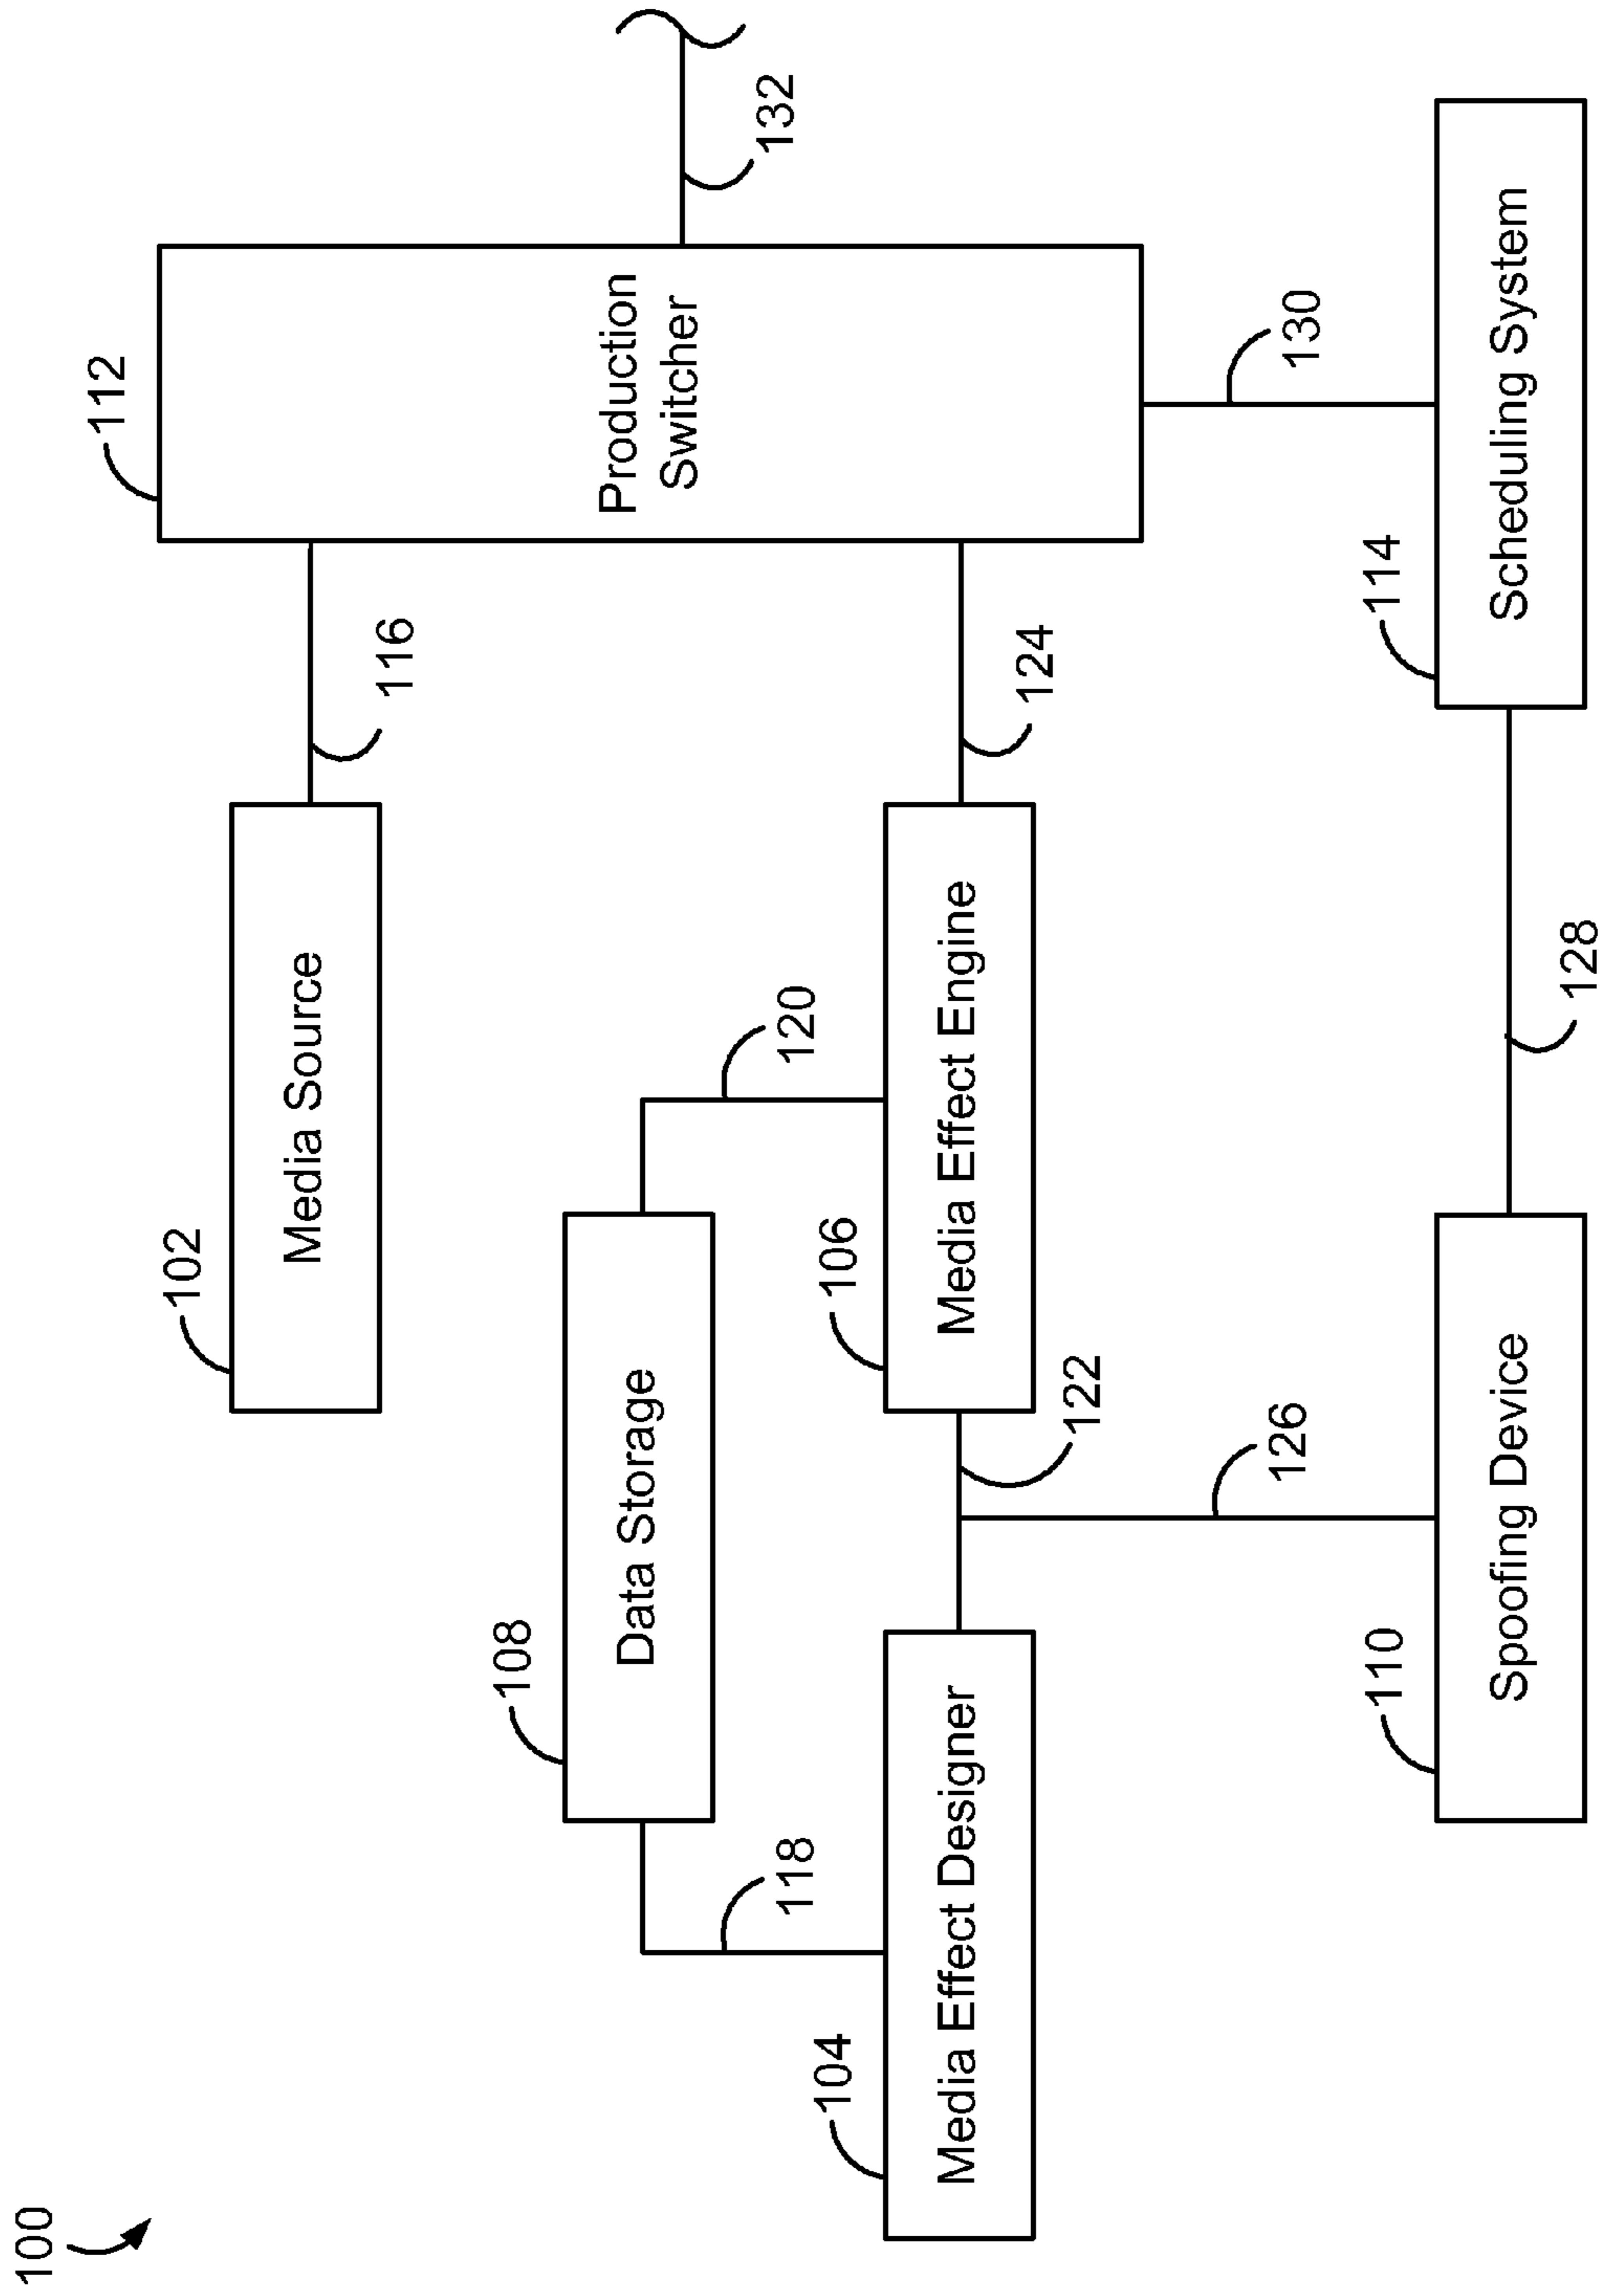 100
102
Media Source
116
112
Production
Switcher
132
108
Data Storage
118
120
104
Media Effect Designer
122
106
Media Effect Engine
124
126
130
110
Spoofing Device
128
114
Scheduling System